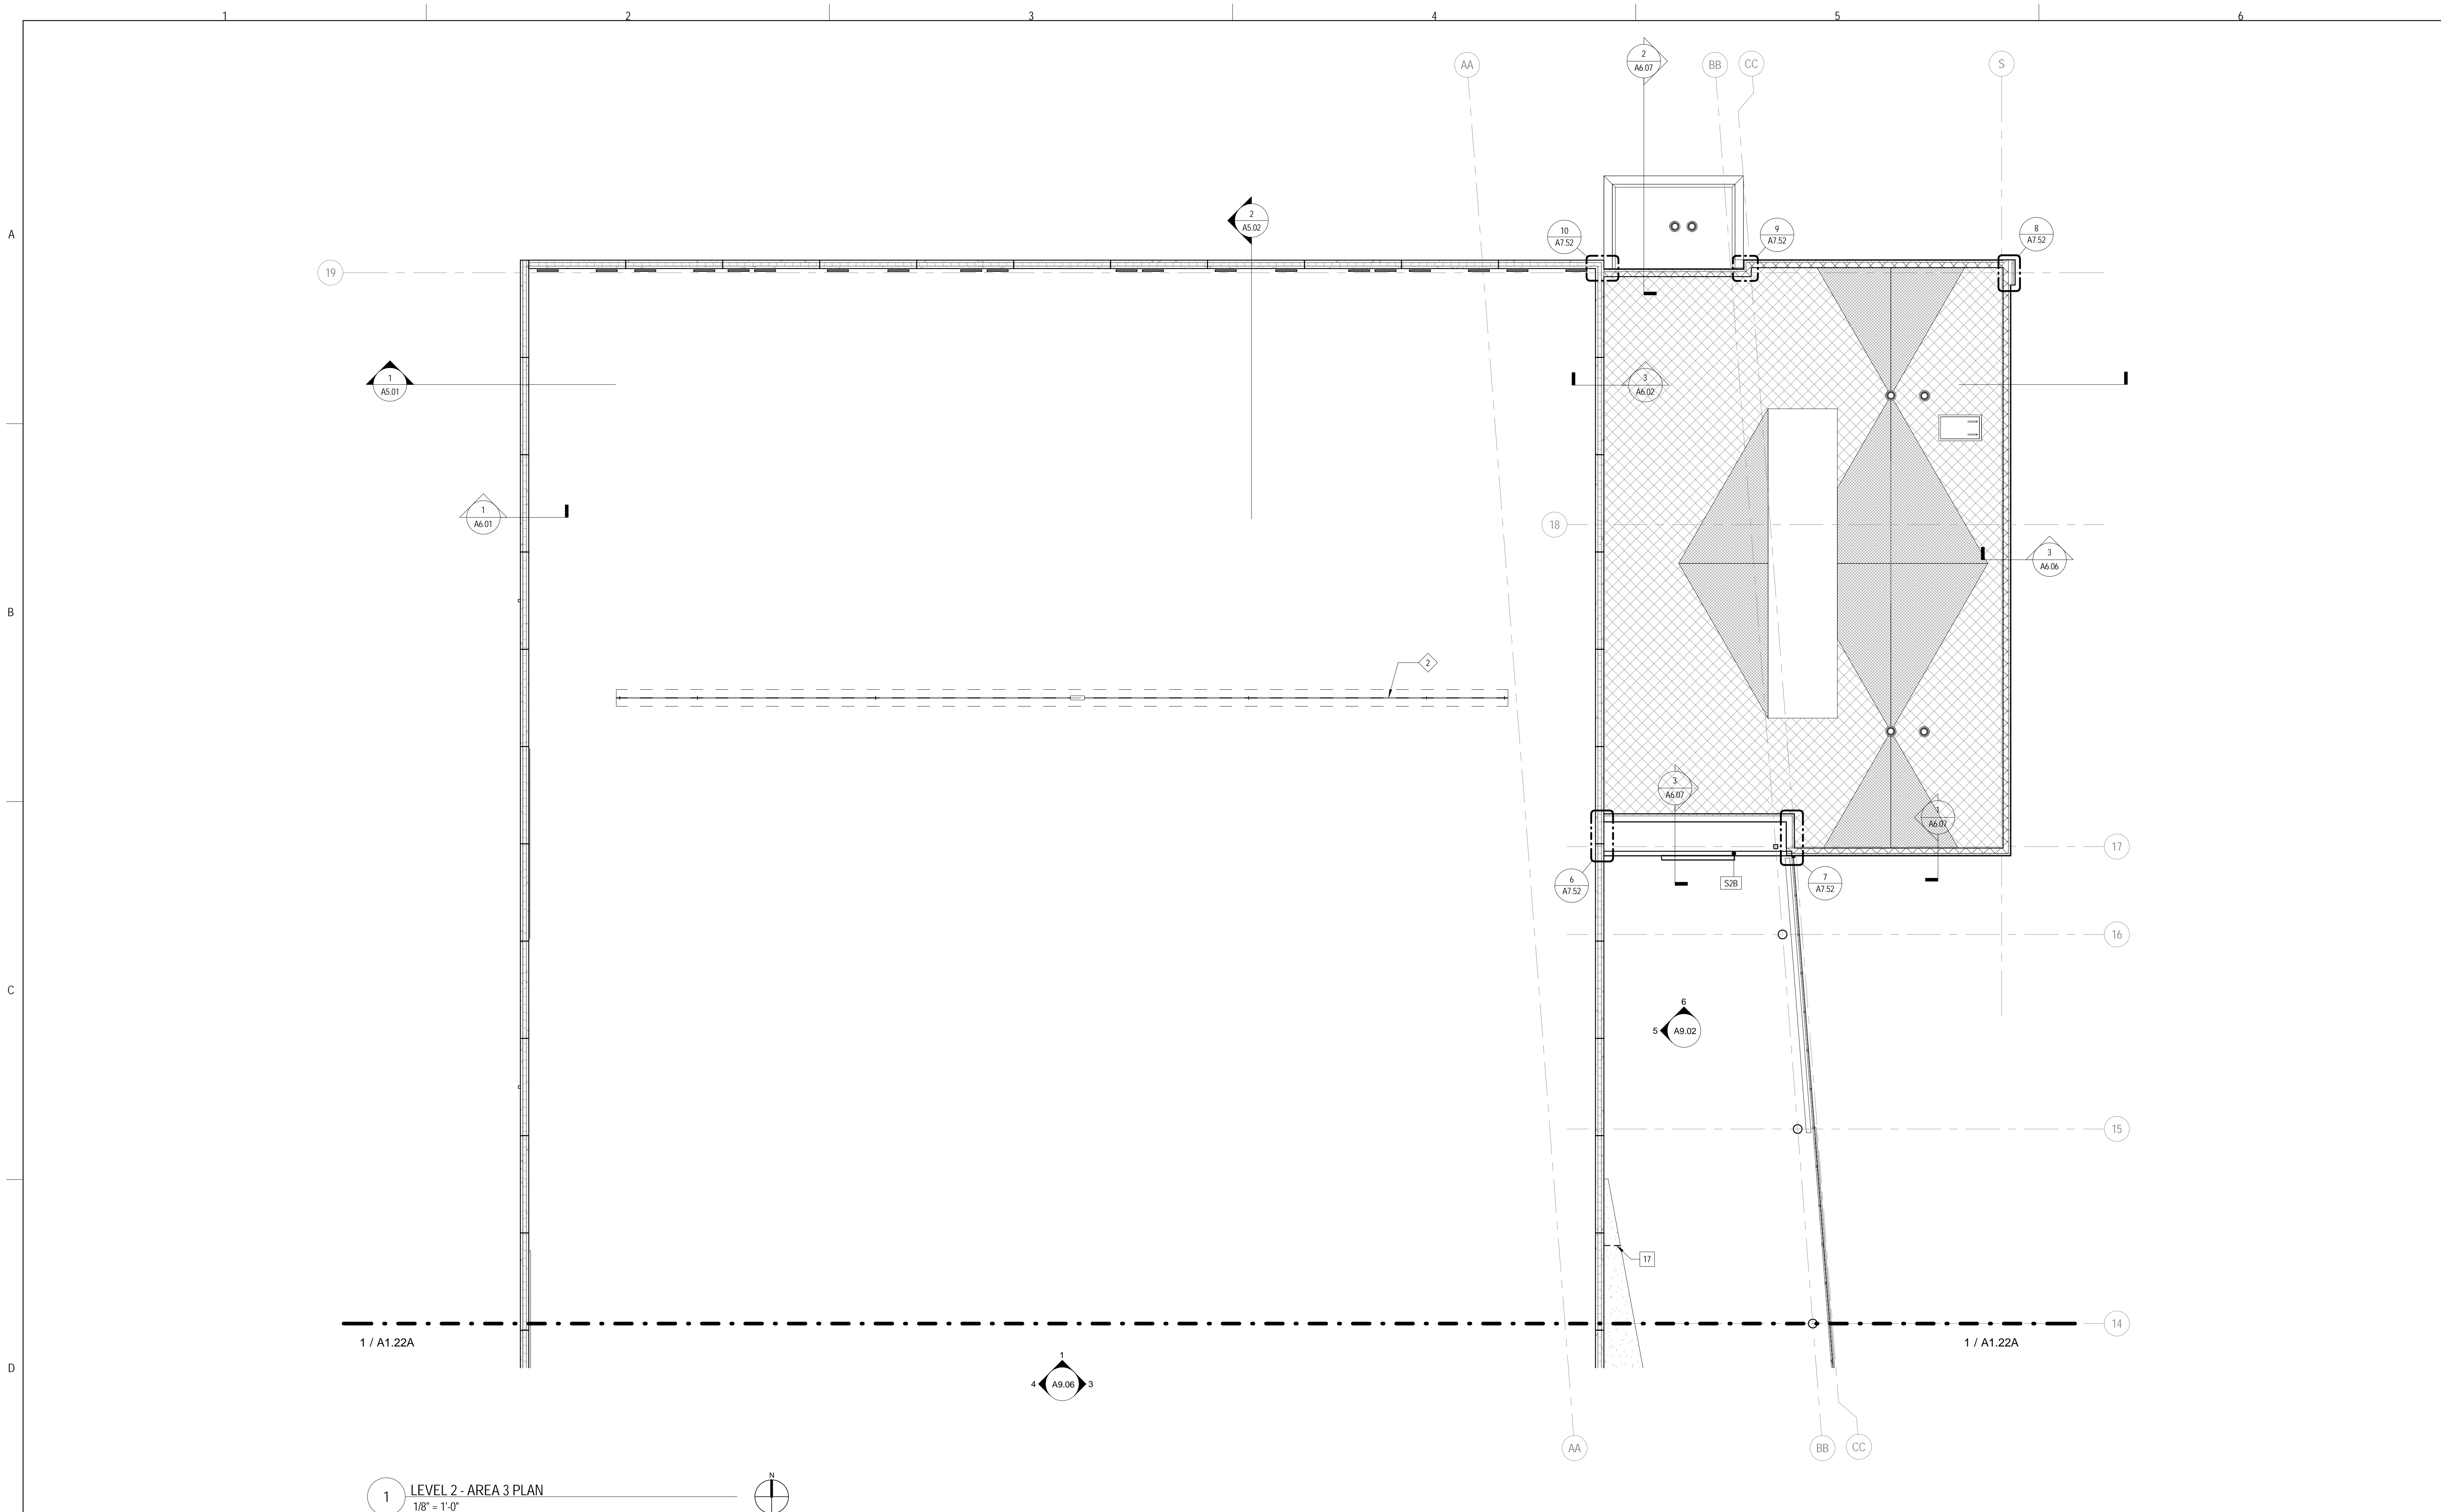 1 2 3 4 5 6
AA
2
A6.07
BB
CC
S
A
2
A5.02
10
A7.52
9
A7.52
8
A7.52
19
1
A5.01
3
A6.02
1
A6.01
18
3
A6.06
B
2
3
A6.07
1
A6.07
17
6
A7.52
S2B
7
A7.52
16
C
6
5 A9.02
15
17
14
1 / A1.22A
1 / A1.22A
D
1
4 A9.06 3
AA
BB
CC
N
1 LEVEL 2 - AREA 3 PLAN
1/8" = 1'-0"